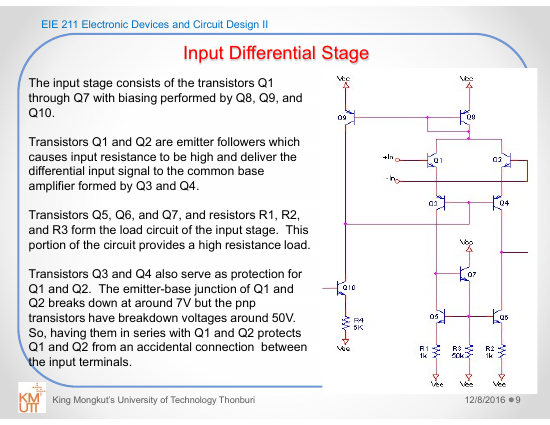 EIE 211 Electronic Devices and Circuit Design II
Input Differential Stage
The input stage consists of the transistors Q1
through Q7 with biasing performed by Q8, Q9, and
Q10.
Transistors Q1 and Q2 are emitter followers which
causes input resistance to be high and deliver the
differential input signal to the common base
amplifier formed by Q3 and Q4.
Transistors Q5, Q6, and Q7, and resistors R1, R2,
and R3 form the load circuit of the input stage.  This
portion of the circuit provides a high resistance load.
Transistors Q3 and Q4 also serve as protection for
Q1 and Q2.  The emitter-base junction of Q1 and
Q2 breaks down at around 7V but the pnp
transistors have breakdown voltages around 50V.
So, having them in series with Q1 and Q2 protects
Q1 and Q2 from an accidental connection  between
the input terminals.
Vcc
Vcc
Q9
Q8
+In
Q1
Q2
-In
Q3
Q4
Vcc
Q7
Q10
R4
5K
Vee
Q5
Q6
R1
1k
R3
50k
R2
1k
Vee
Vee
Vee
KM
UTT
King Mongkut's University of Technology Thonburi
12/8/2016 ●9